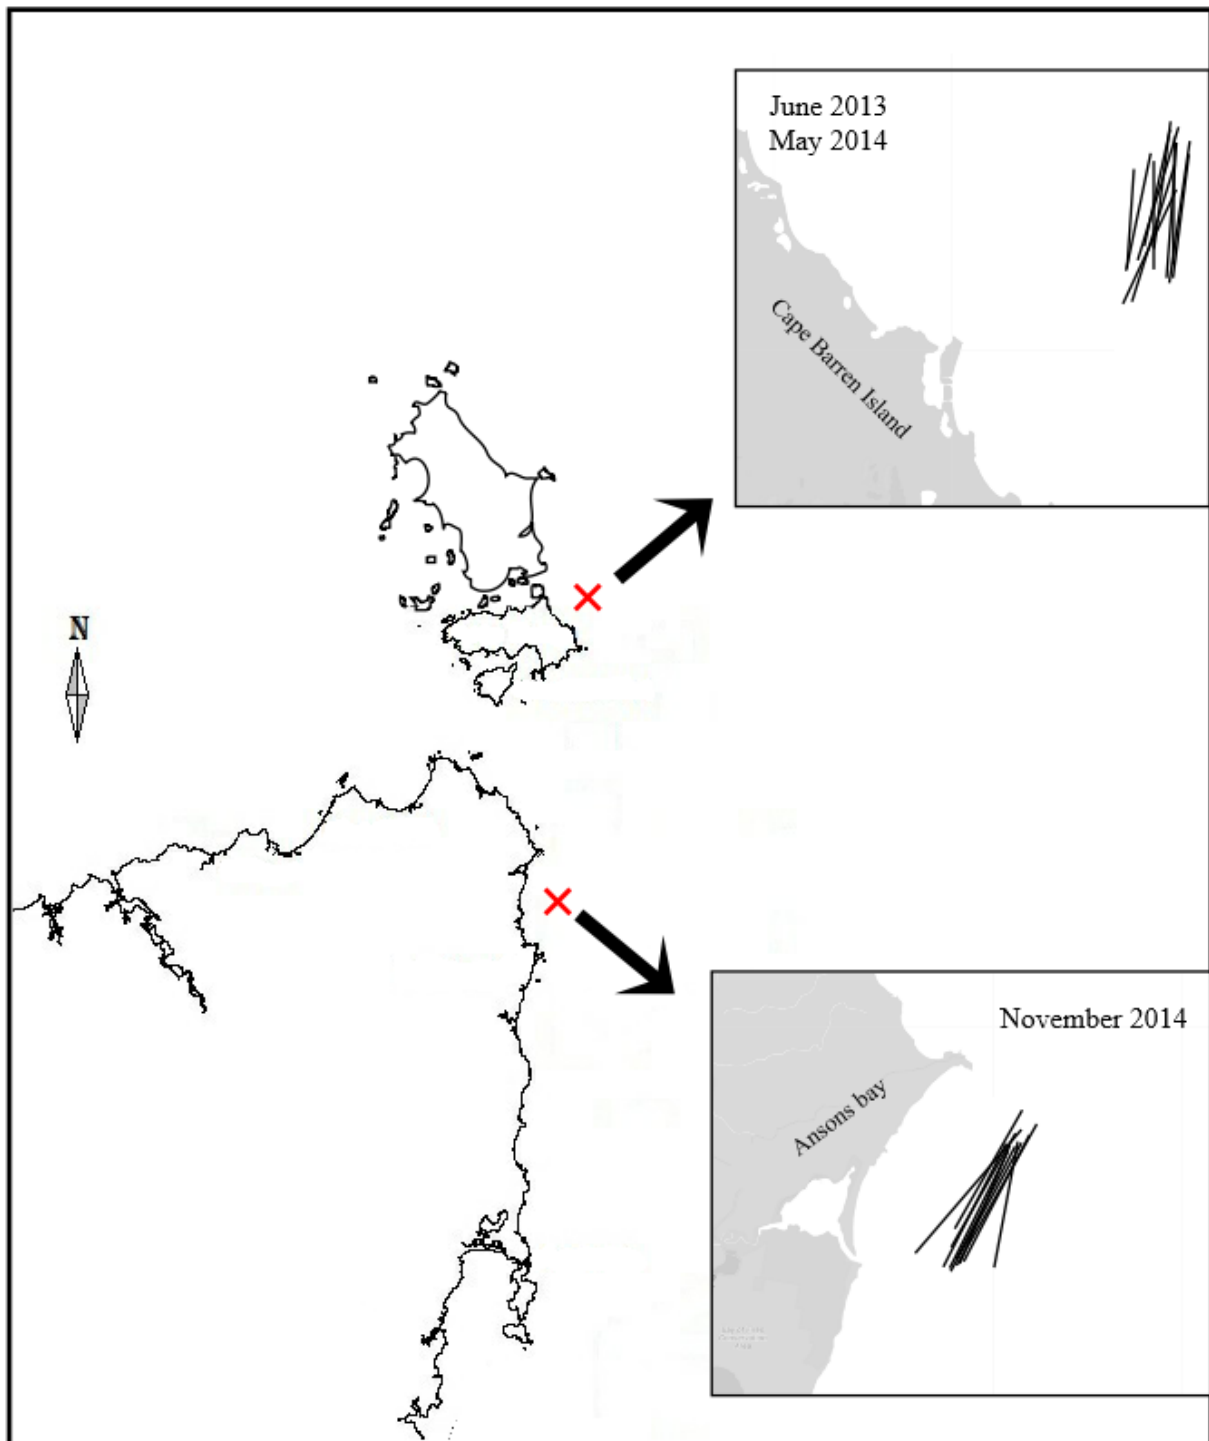 June 2013
May 2014
Cape Barren Island
N
November 2014
Ansons bay